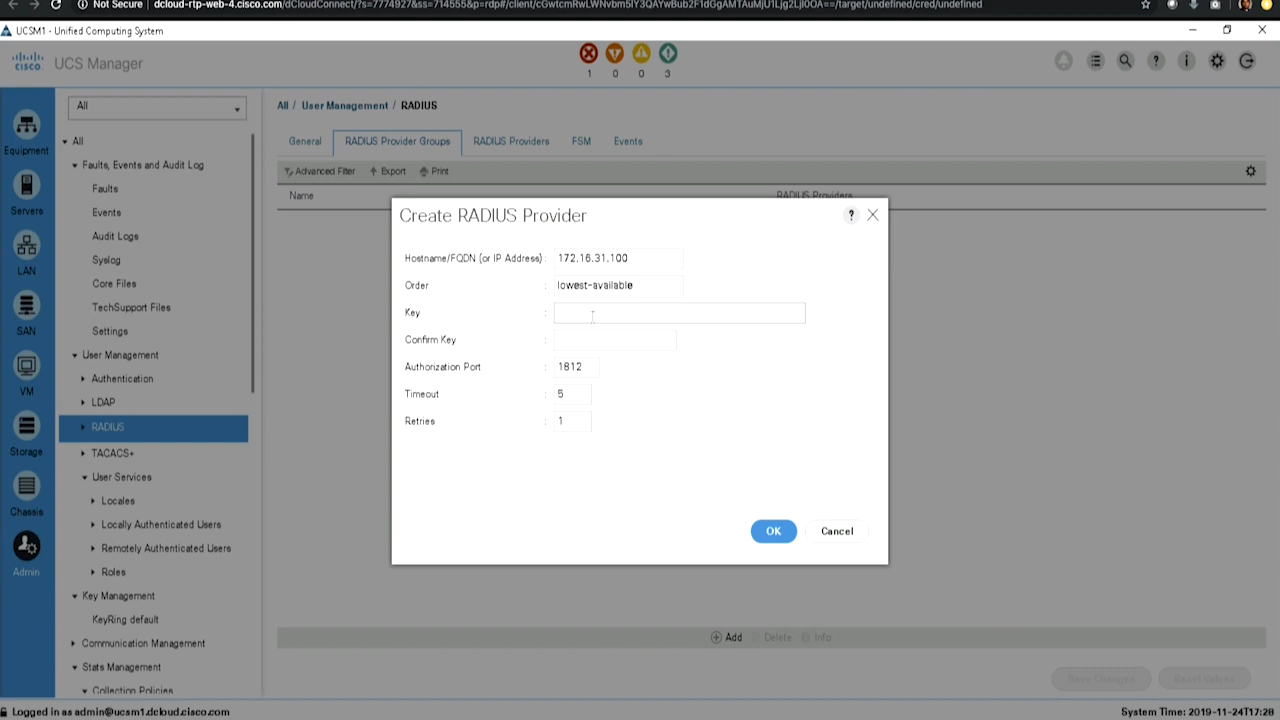 Not Secure | dcloud-rtp-web-4.cisco.com/dCloudConnect/?s=7774927&ss=714555&p=rdp#/client/
UCSM1 - Unified Computing System
CISCO UCS Manager
1 0 0 3
All
Equipment
Servers
LAN
SAN
VM
Storage
Chassis
Admin
All
Faults, Events and Audit Log
Faults
Events
Audit Logs
Syslog
Core Files
TechSupport Files
Settings
User Management
Authentication
LDAP
RADIUS
TACACS+
User Services
Locales
Locally Authenticated Users
Remotely Authenticated Users
Roles
Key Management
KeyRing default
Communication Management
Stats Management
Collection Policies
All / User Management / RADIUS
General RADIUS Provider Groups RADIUS Providers FSM Events
Advanced Filter Export Print
Name RADIUS Providers
Create RADIUS Provider ?
Hostname/FQDN (or IP Address) : 172.16.31.100
Order : lowest-available
Key :
Confirm Key :
Authorization Port : 1812
Timeout : 5
Retries : 1
OK Cancel
Add Delete Info
Save Changes Reset Values
Logged in as admin@ucsm1.dcloud.cisco.com System Time: 2019-11-24T17:28